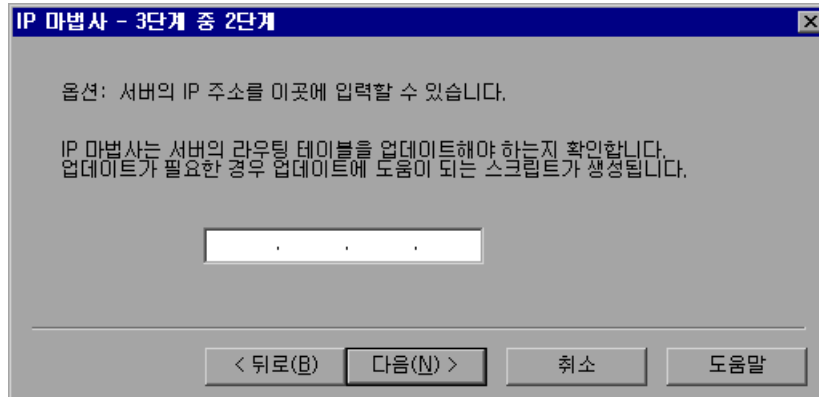 IP 마법사 - 3단계 중 2단계
옵션: 서버의 IP 주소를 이곳에 입력할 수 있습니다.
IP 마법사는 서버의 라우팅 테이블을 업데이트해야 하는지 확인합니다.
업데이트가 필요한 경우 업데이트에 도움이 되는 스크립트가 생성됩니다.
. . .
< 뒤로(B) 다음(N) > 취소 도움말